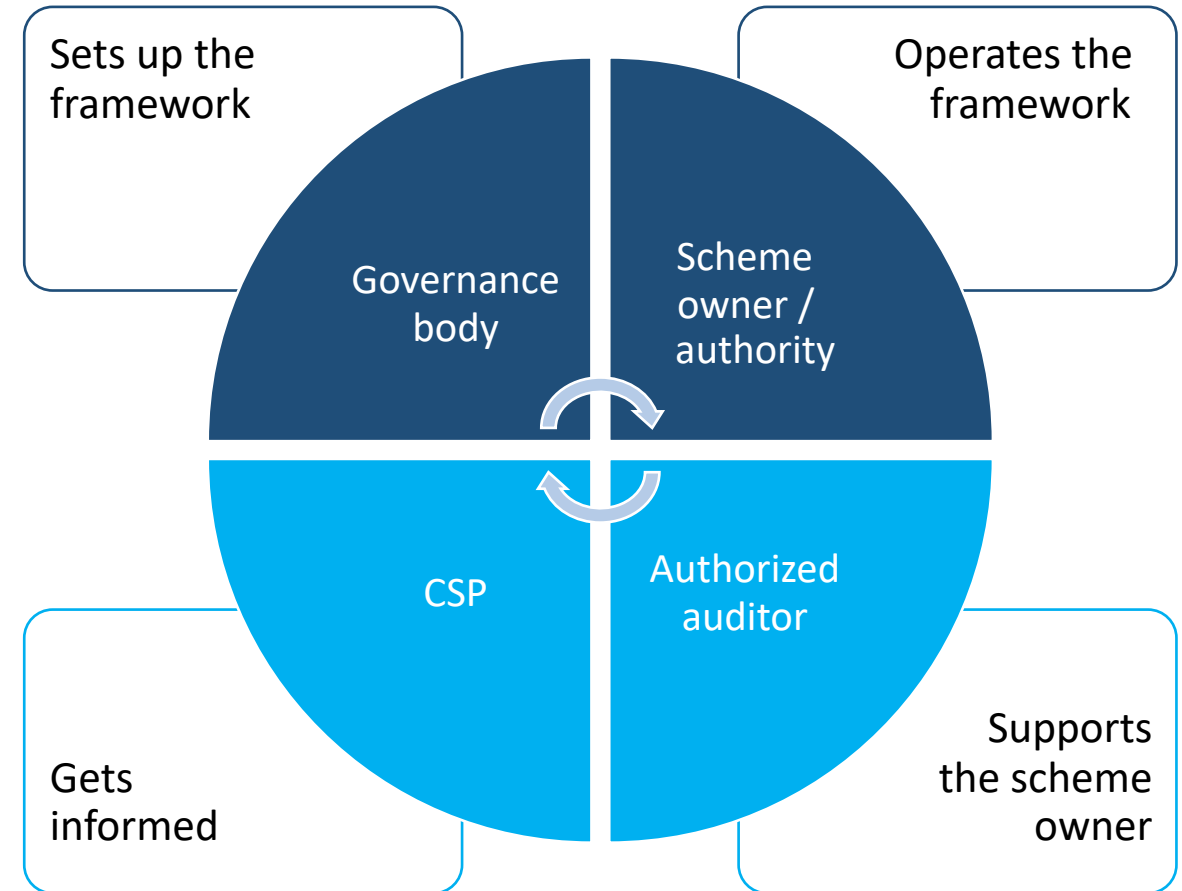 Sets up the
framework
Operates the
framework
Governance
body
Scheme
owner /
authority
CSP
Authorized
auditor
Gets
informed
Supports
the scheme
owner